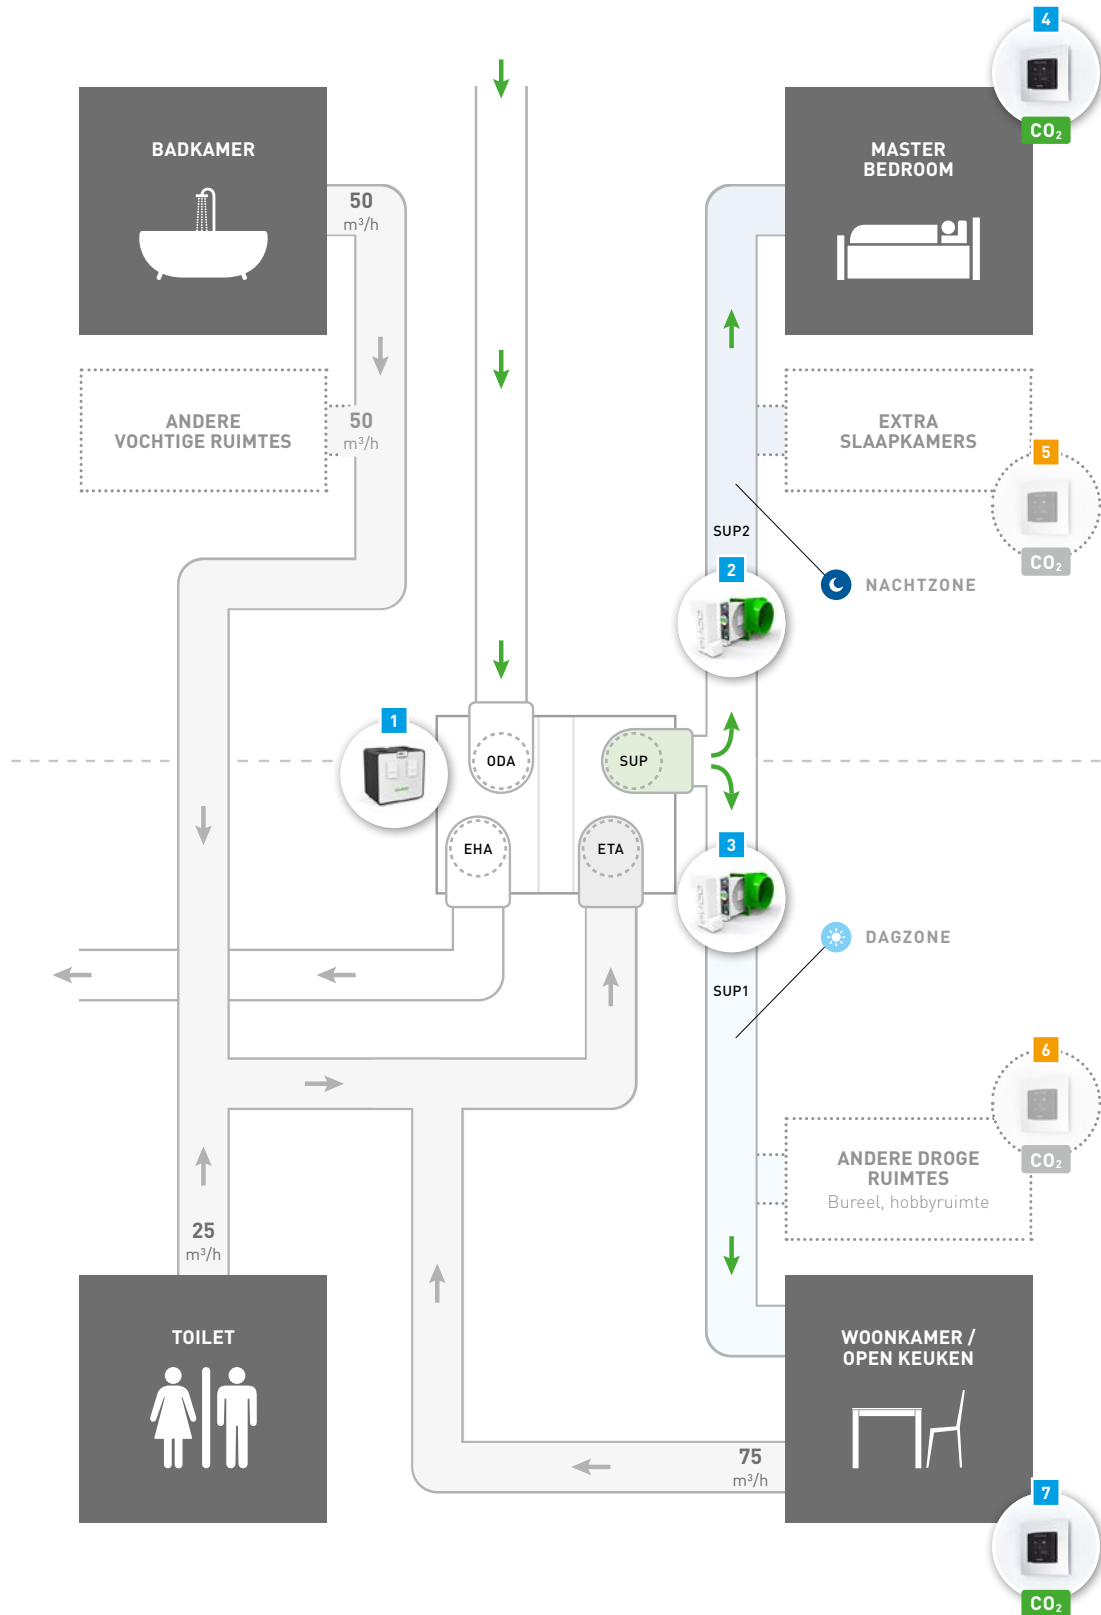 4
CO₂
BADKAMER
50
m³/h
MASTER
BEDROOM
ANDERE
VOCHTIGE RUIMTES
50
m³/h
EXTRA
SLAAPKAMERS
5
CO₂
SUP2
2
NACHTZONE
1
ODA
SUP
EHA
ETA
3
DAGZONE
SUP1
6
CO₂
ANDERE DROGE
RUIMTES
Bureel, hobbyruimte
25
m³/h
TOILET
WOONKAMER /
OPEN KEUKEN
75
m³/h
7
CO₂